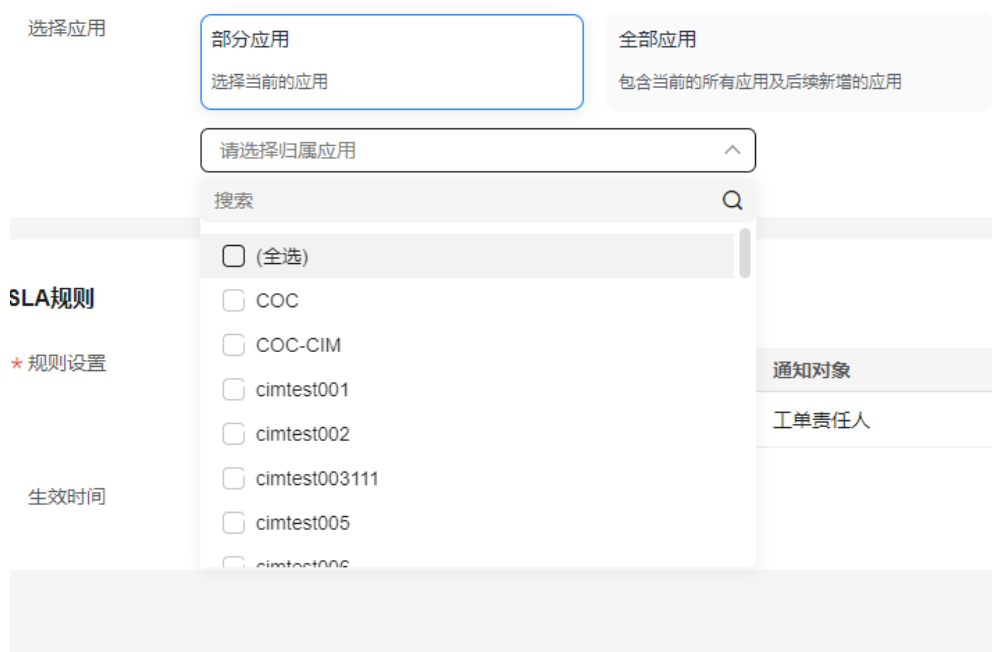 选择应用
部分应用
选择当前的应用
全部应用
包含当前的所有应用及后续新增的应用
请选择归属应用
搜索
(全选)
COC
COC-CIM
cimtest001
cimtest002
cimtest003111
cimtest005
cimtest006
SLA规则
* 规则设置
通知对象
工单责任人
生效时间